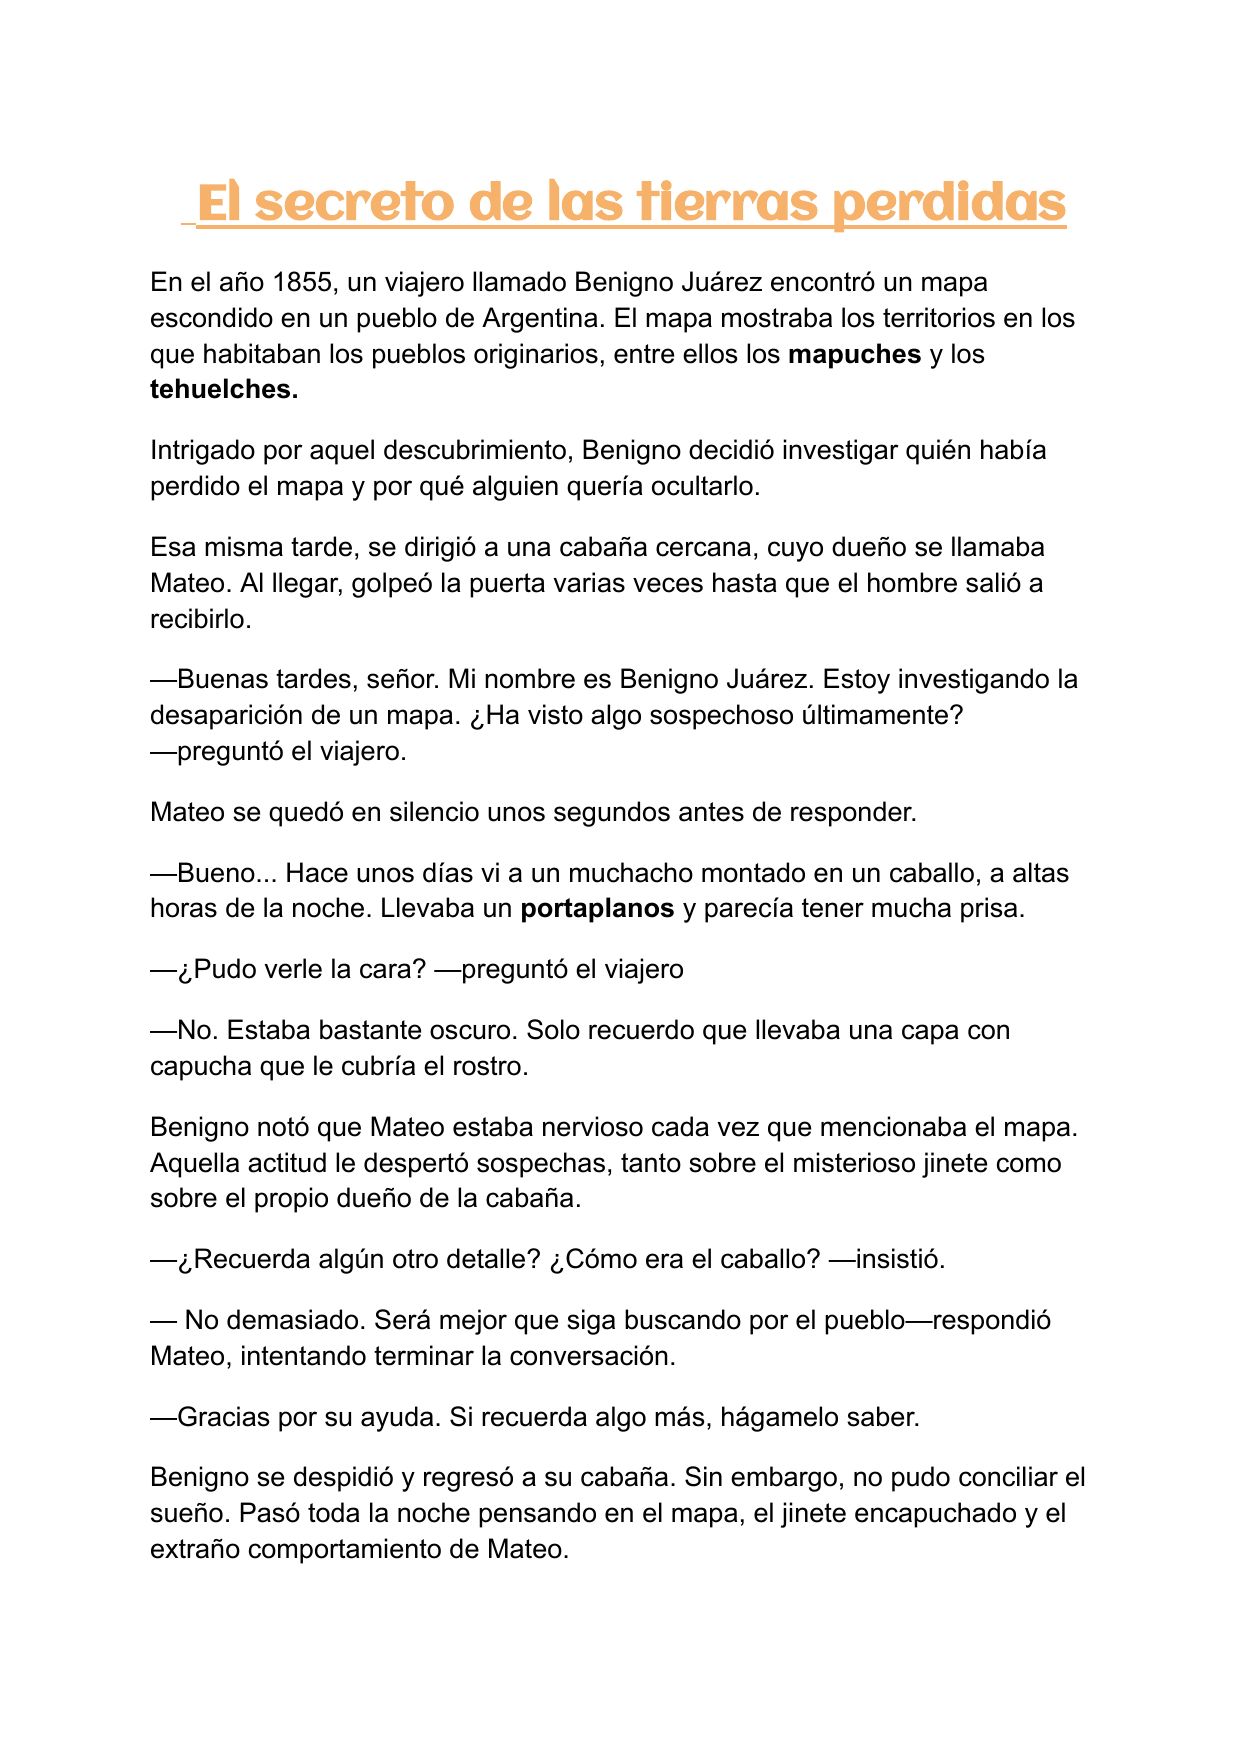 El secreto de las tierras perdidas
En el año 1855, un viajero llamado Benigno Juárez encontró un mapa
escondido en un pueblo de Argentina. El mapa mostraba los territorios en los
que habitaban los pueblos originarios, entre ellos los mapuches y los
tehuelches.
Intrigado por aquel descubrimiento, Benigno decidió investigar quién había
perdido el mapa y por qué alguien quería ocultarlo.
Esa misma tarde, se dirigió a una cabaña cercana, cuyo dueño se llamaba
Mateo. Al llegar, golpeó la puerta varias veces hasta que el hombre salió a
recibirlo.
—Buenas tardes, señor. Mi nombre es Benigno Juárez. Estoy investigando la
desaparición de un mapa. ¿Ha visto algo sospechoso últimamente?
—preguntó el viajero.
Mateo se quedó en silencio unos segundos antes de responder.
—Bueno... Hace unos días vi a un muchacho montado en un caballo, a altas
horas de la noche. Llevaba un portaplanos y parecía tener mucha prisa.
—¿Pudo verle la cara? —preguntó el viajero
—No. Estaba bastante oscuro. Solo recuerdo que llevaba una capa con
capucha que le cubría el rostro.
Benigno notó que Mateo estaba nervioso cada vez que mencionaba el mapa.
Aquella actitud le despertó sospechas, tanto sobre el misterioso jinete como
sobre el propio dueño de la cabaña.
—¿Recuerda algún otro detalle? ¿Cómo era el caballo? —insistió.
— No demasiado. Será mejor que siga buscando por el pueblo—respondió
Mateo, intentando terminar la conversación.
—Gracias por su ayuda. Si recuerda algo más, hágamelo saber.
Benigno se despidió y regresó a su cabaña. Sin embargo, no pudo conciliar el
sueño. Pasó toda la noche pensando en el mapa, el jinete encapuchado y el
extraño comportamiento de Mateo.